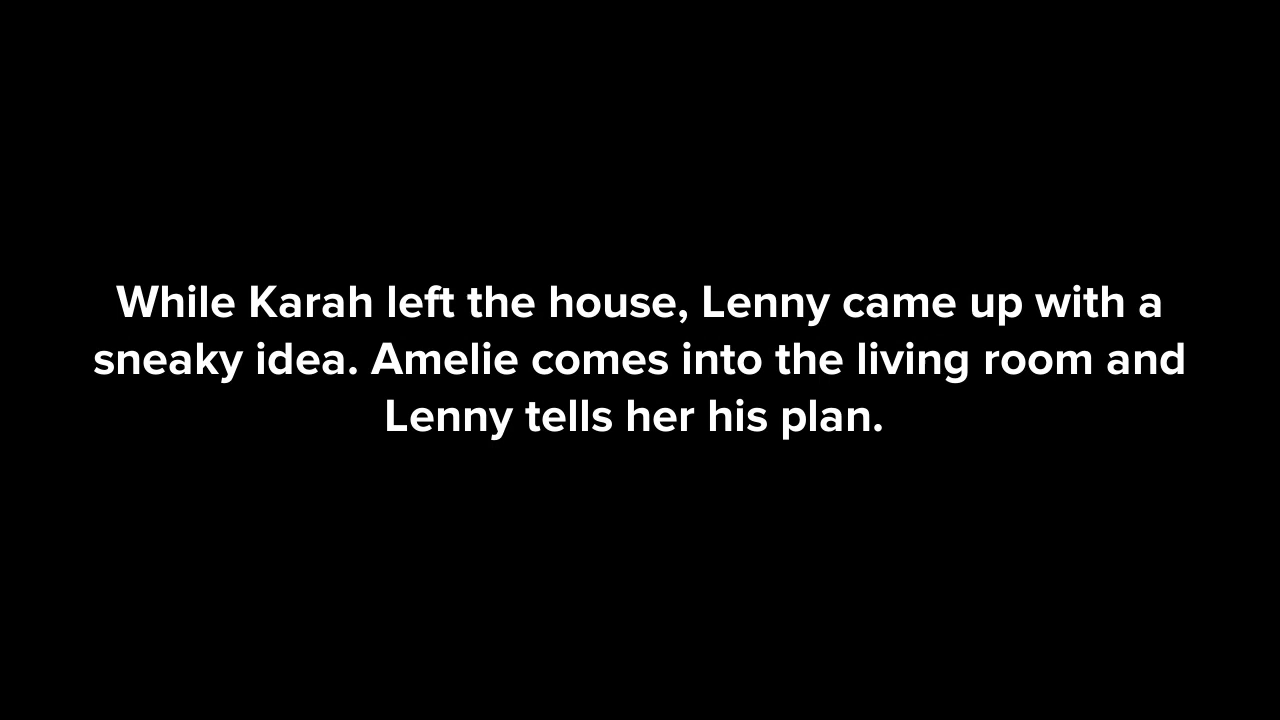 While Karah left the house, Lenny came up with a
sneaky idea. Amelie comes into the living room and
Lenny tells her his plan.